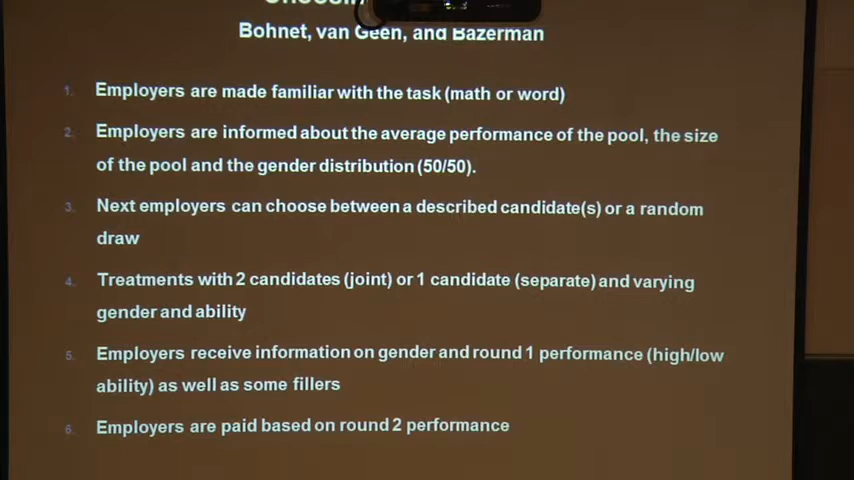 Bohnet, van Geen, and Bazerman
1. Employers are made familiar with the task (math or word)
2. Employers are informed about the average performance of the pool, the size
of the pool and the gender distribution (50/50).
3. Next employers can choose between a described candidate(s) or a random
draw
4. Treatments with 2 candidates (joint) or 1 candidate (separate) and varying
gender and ability
5. Employers receive information on gender and round 1 performance (high/low
ability) as well as some fillers
6. Employers are paid based on round 2 performance